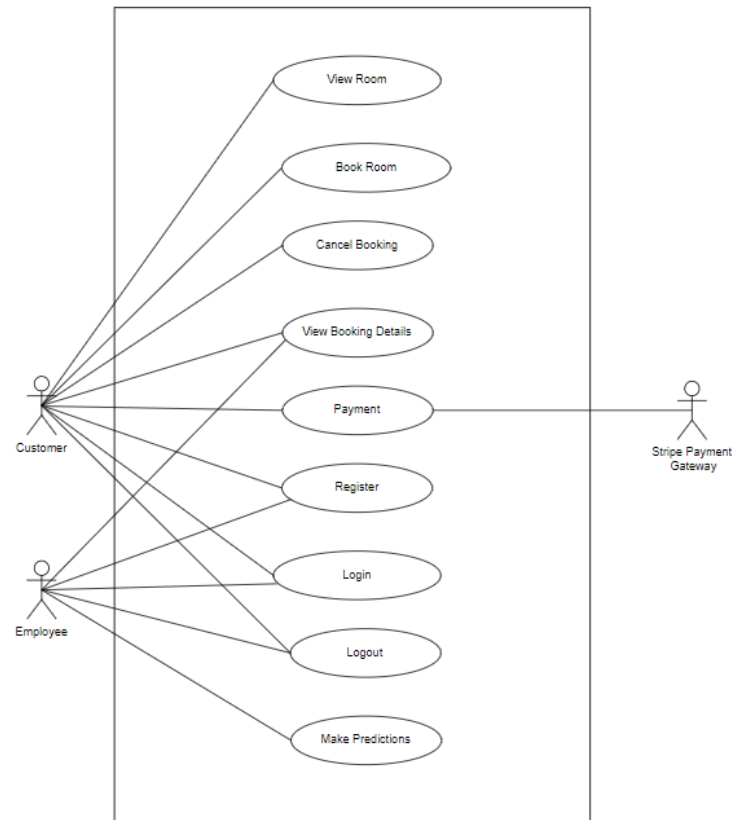 View Room
Book Room
Cancel Booking
View Booking Details
Payment
Customer
Stripe Payment
Gateway
Register
Login
Employee
Logout
Make Predictions